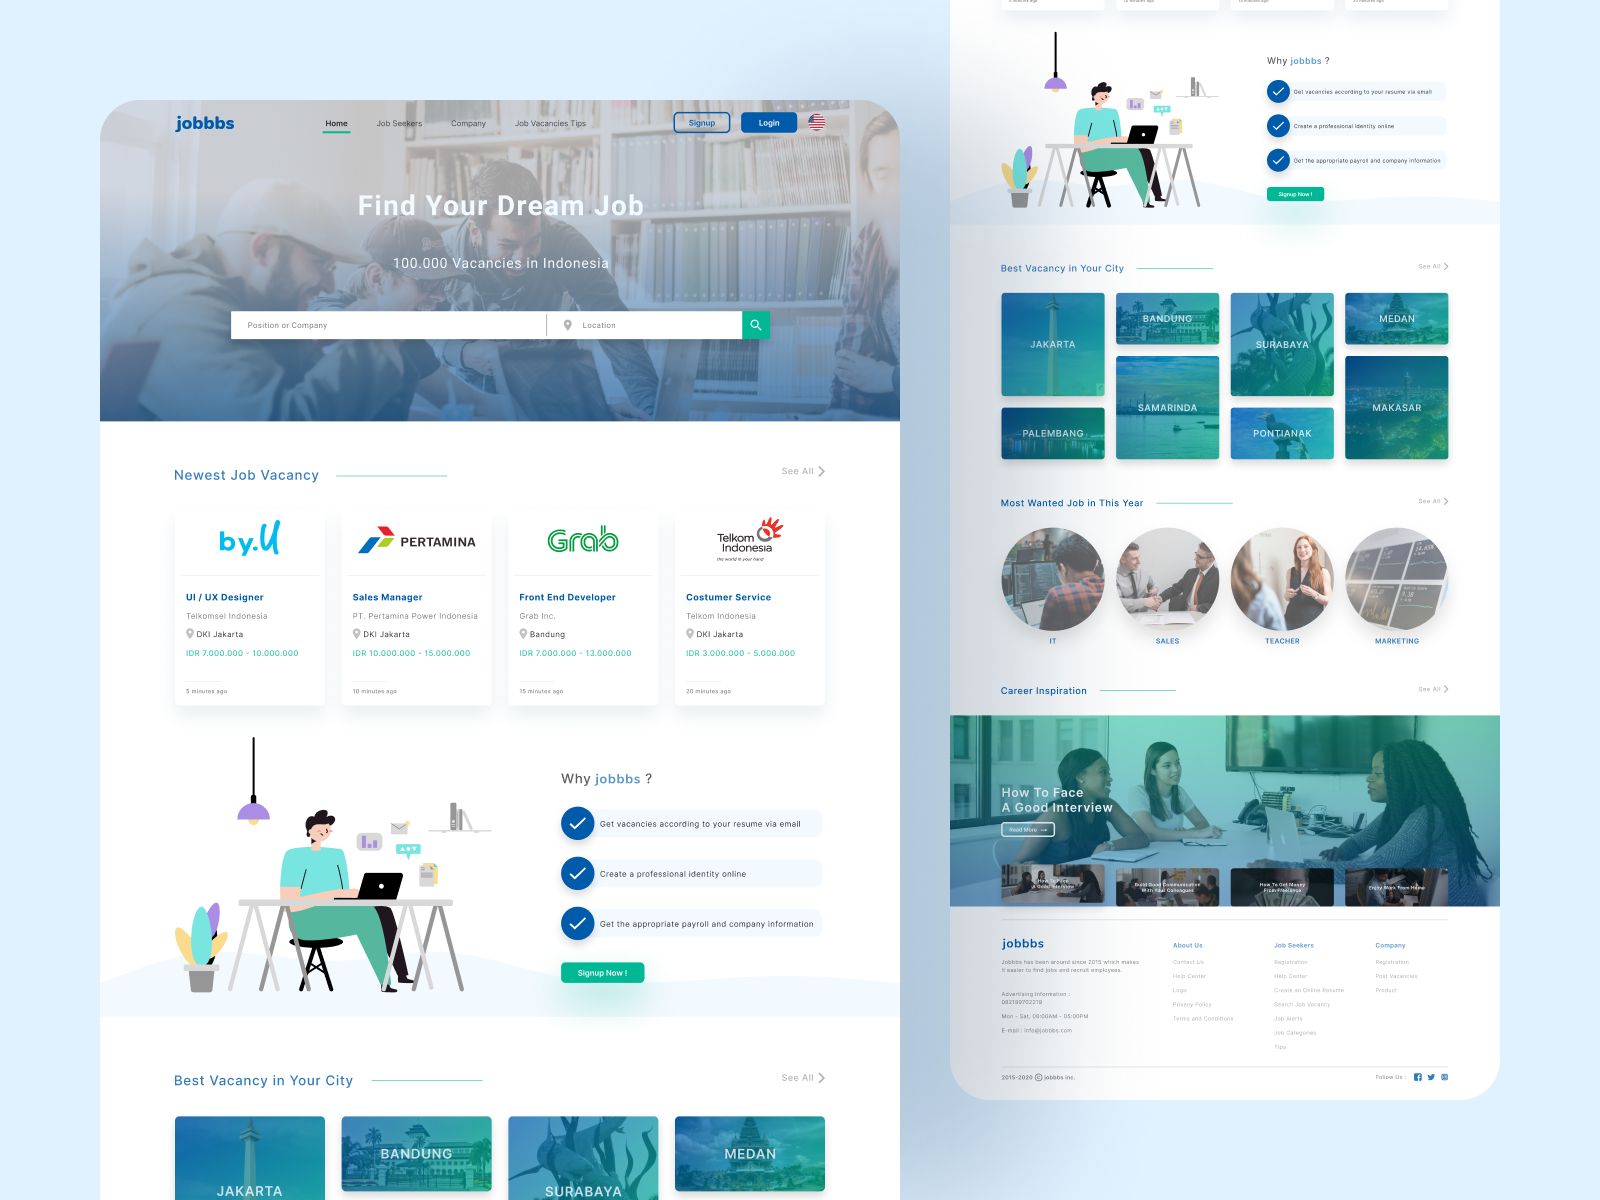 jobbbs
Home
Job Seekers
Company
Job Vacancies Tips
Signup
Login
Find Your Dream Job
100.000 Vacancies in Indonesia
Position or Company
Location
Newest Job Vacancy
See All
by.U
PERTAMINA
Grab
Telkom
Indonesia
the world in your hand
UI / UX Designer
Telkomsel Indonesia
DKI Jakarta
IDR 7.000.000 - 10.000.000
5 minutes ago
Sales Manager
PT. Pertamina Power Indonesia
DKI Jakarta
IDR 10.000.000 - 15.000.000
10 minutes ago
Front End Developer
Grab Inc.
Bandung
IDR 7.000.000 - 13.000.000
15 minutes ago
Costumer Service
Telkom Indonesia
DKI Jakarta
IDR 3.000.000 - 5.000.000
20 minutes ago
Why jobbbs ?
Get vacancies according to your resume via email
Create a professional identity online
Get the appropriate payroll and company information
Signup Now !
Best Vacancy in Your City
See All
JAKARTA
BANDUNG
SURABAYA
MEDAN
Why jobbbs ?
Get vacancies according to your resume via email
Create a professional identity online
Get the appropriate payroll and company information
Signup Now !
Best Vacancy in Your City
See All
JAKARTA
BANDUNG
SURABAYA
MEDAN
SAMARINDA
MAKASAR
PALEMBANG
PONTIANAK
Most Wanted Job in This Year
See All
IT
SALES
TEACHER
MARKETING
Career Inspiration
See All
How To Face
A Good Interview
Read More →
How To Face
A Good Interview
Build Good Communication
With Your Colleagues
How To Get Money
From Freelance
Enjoy Work From Home
jobbbs
Jobbbs has been around since 2015 which makes
it easier to find jobs and recruit employees.
Advertising Information :
082189702219
Mon - Sat, 08:00AM - 05:00PM
E-mail : info@jobbbs.com
About Us
Contact Us
Help Center
Logo
Privacy Policy
Terms and Conditions
Job Seekers
Registration
Help Center
Create an Online Resume
Search Job Vacancy
Job Alerts
Job Categories
Tips
Company
Registration
Post Vacancies
Product
2015-2020 © jobbbs inc.
Follow Us :